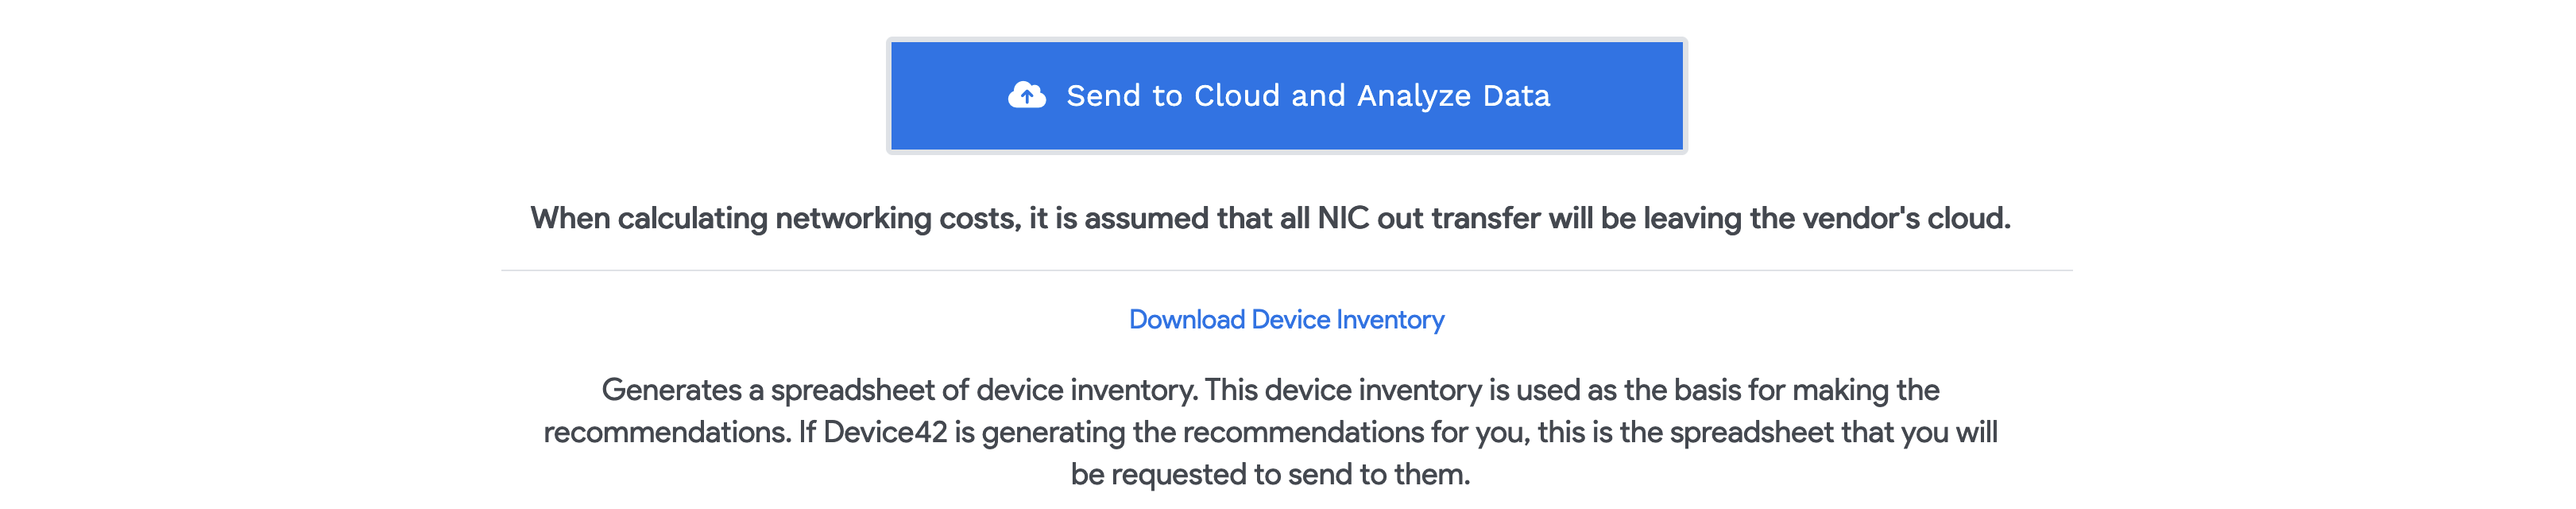 Send to Cloud and Analyze Data
When calculating networking costs, it is assumed that all NIC out transfer will be leaving the vendor's cloud.
Download Device Inventory
Generates a spreadsheet of device inventory. This device inventory is used as the basis for making the
recommendations. If Device42 is generating the recommendations for you, this is the spreadsheet that you will
be requested to send to them.